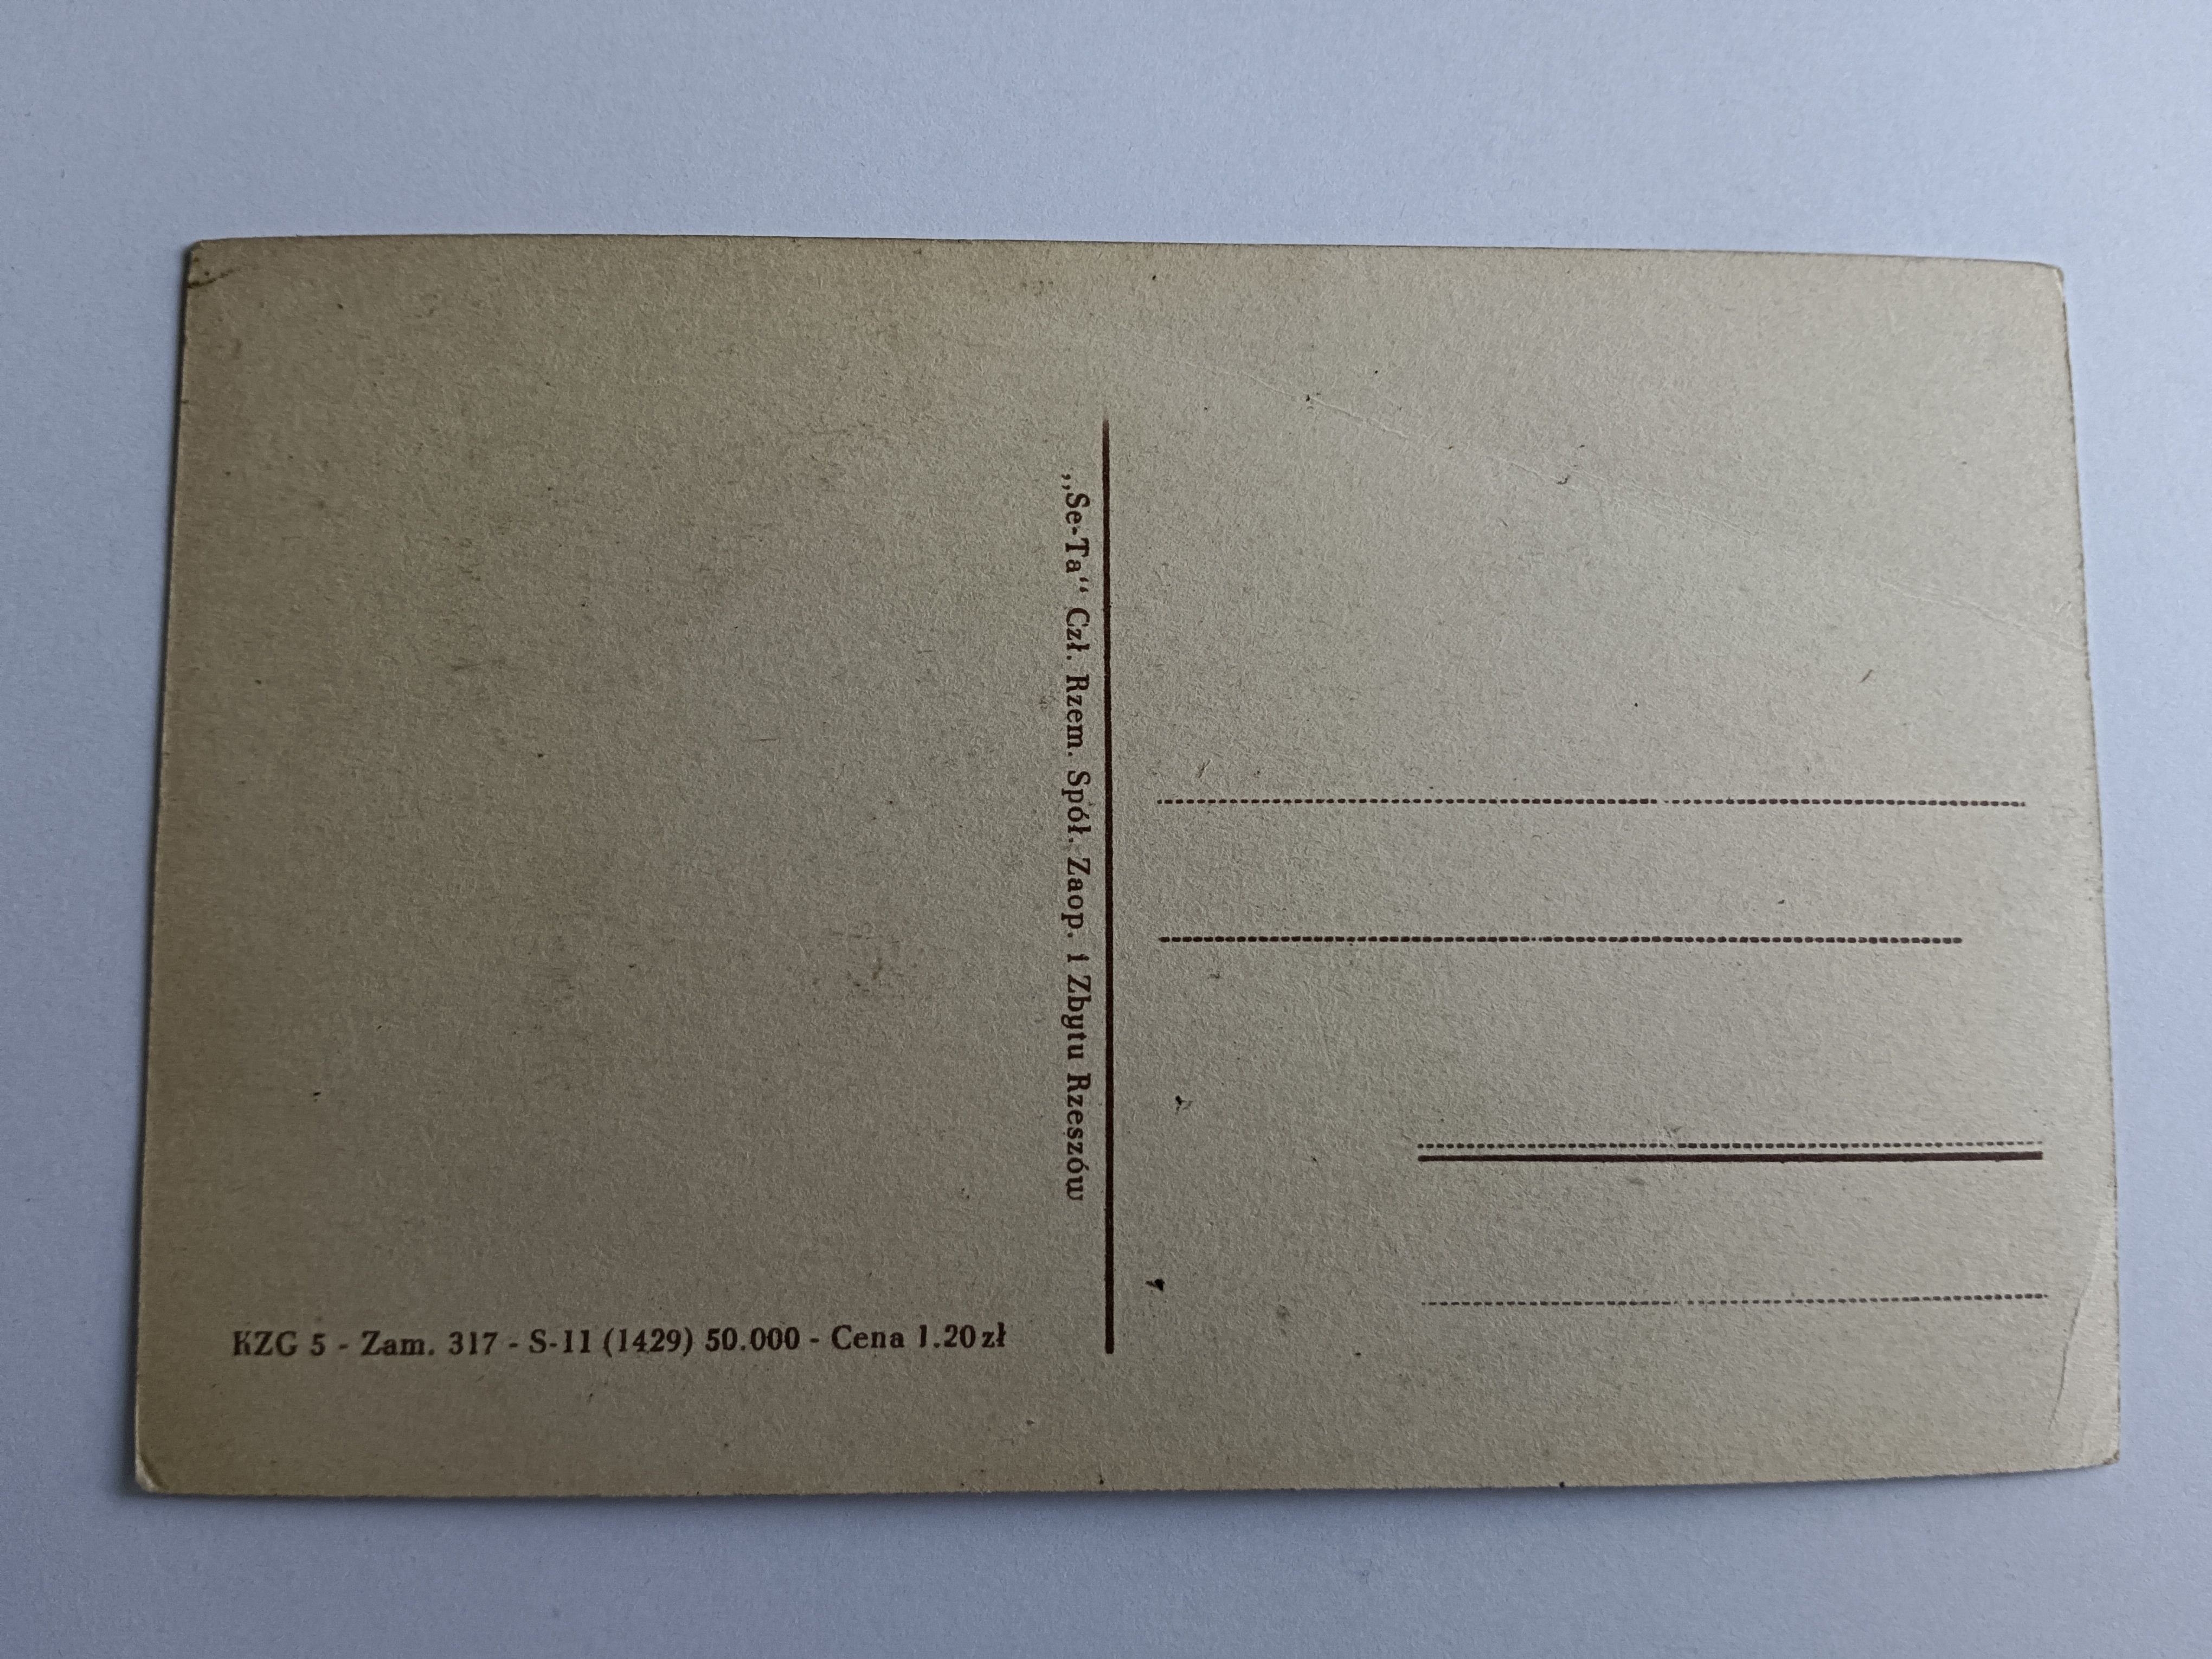 „Se-Ta“ Czł. Rzem. Spół. Zaop. i Zbytu Rzeszów
KZG 5 - Zam. 317 - S-11 (1429) 50.000 - Cena 1.20 zł